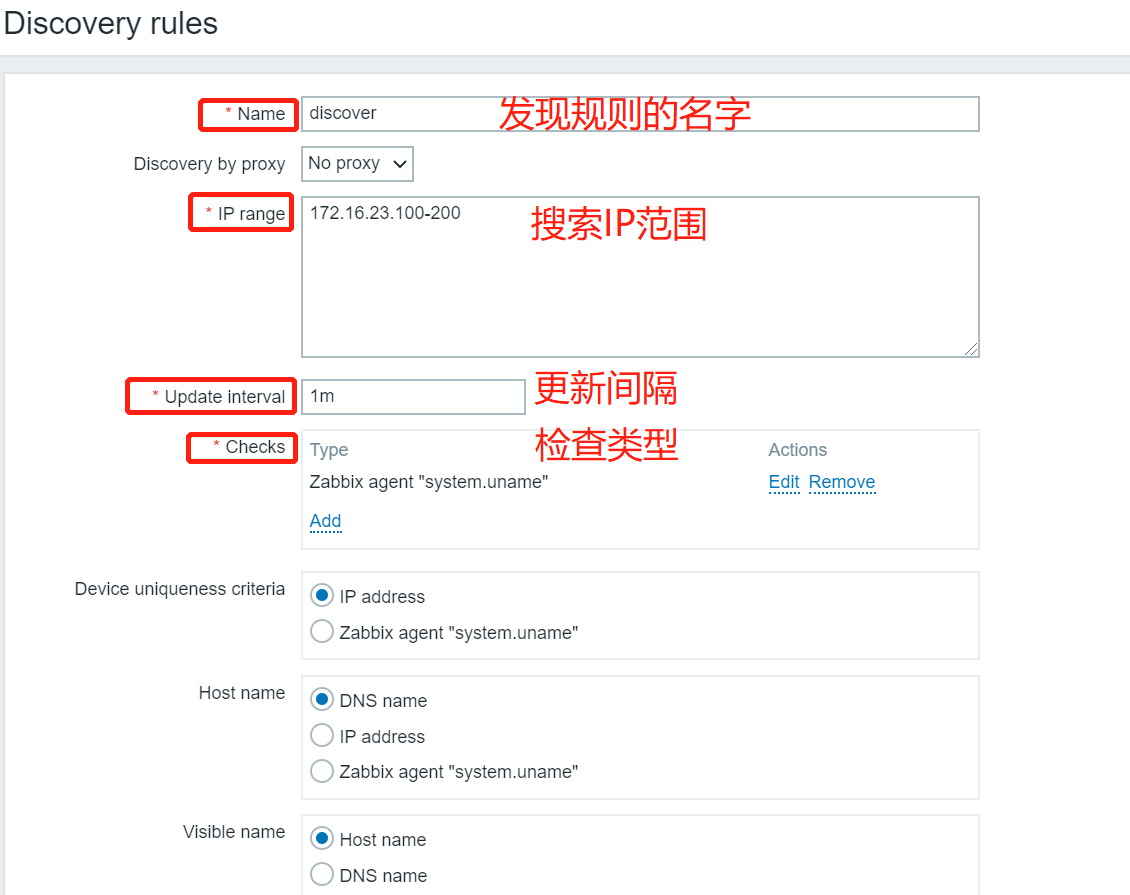 Discovery rules
* Name discover 发现规则的名字
Discovery by proxy No proxy
* IP range 172.16.23.100-200 搜索IP范围
* Update interval 1m 更新间隔
* Checks Type 检查类型 Actions
Zabbix agent "system.uname" Edit Remove
Add
Device uniqueness criteria IP address
Zabbix agent "system.uname"
Host name DNS name
IP address
Zabbix agent "system.uname"
Visible name Host name
DNS name